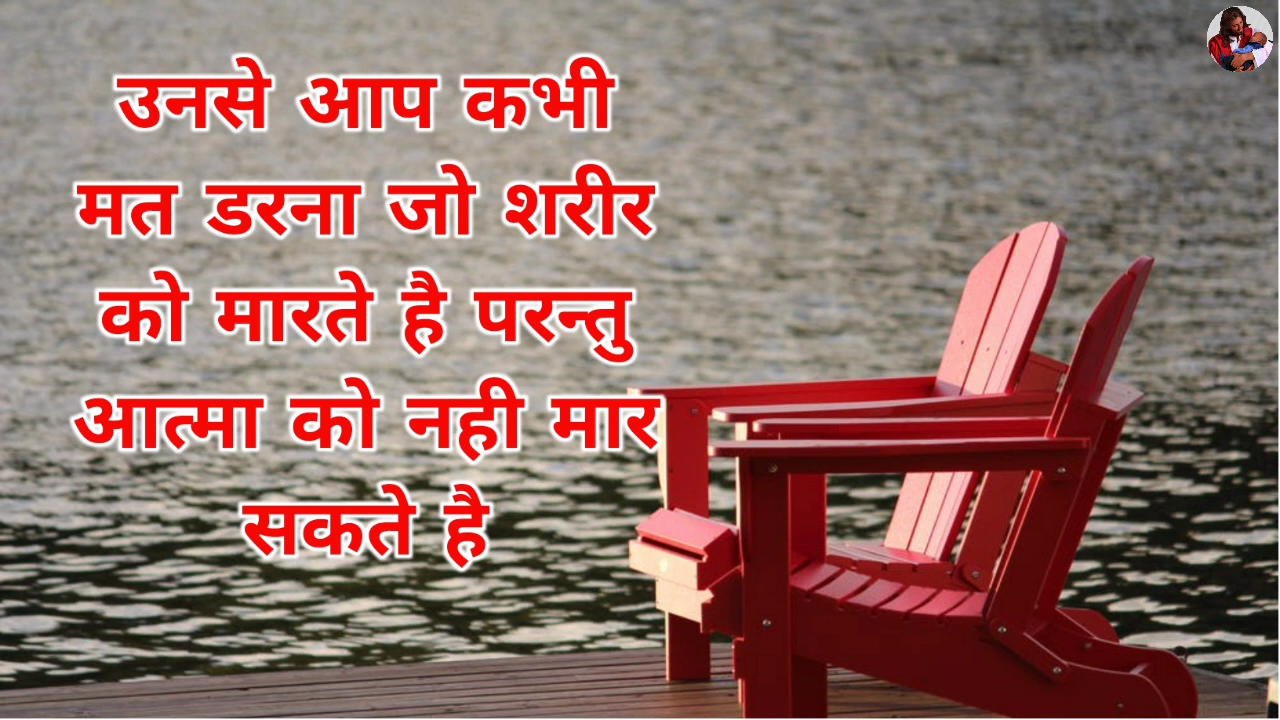 उनसे आप कभी
मत डरना जो शरीर
को मारते है परन्तु
आत्मा को नही मार
सकते है